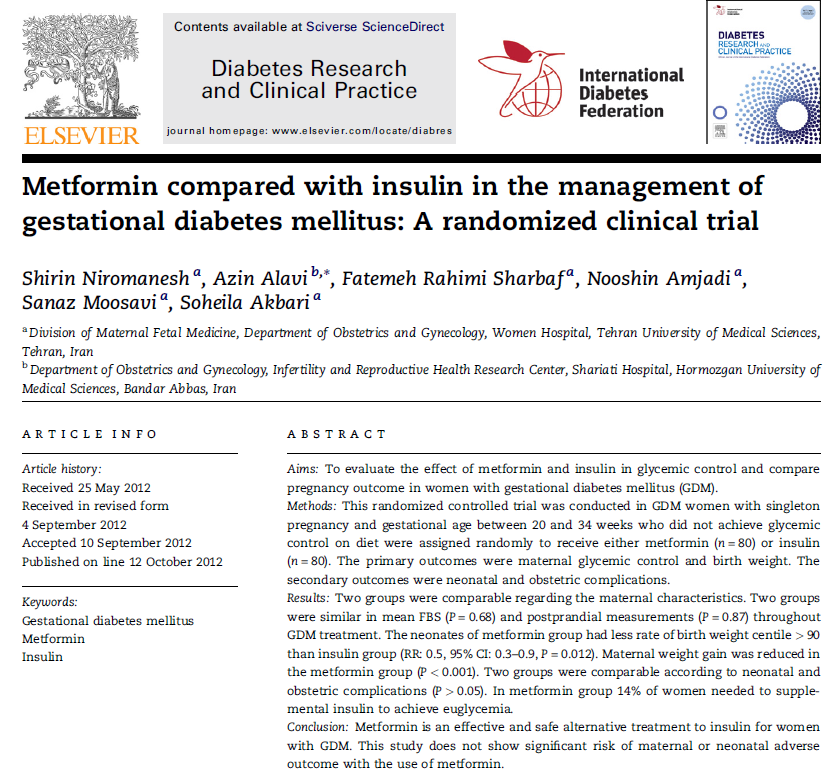 Contents available at Sciverse ScienceDirect
Diabetes Research
and Clinical Practice
journal homepage: www.elsevier.com/locate/diabres
ELSEVIER
International
Diabetes
Federation
DIABETES
RESEARCH AND
CLINICAL PRACTICE
Metformin compared with insulin in the management of
gestational diabetes mellitus: A randomized clinical trial
Shirin Niromanesh a, Azin Alavi b,*, Fatemeh Rahimi Sharbaf a, Nooshin Amjadi a,
Sanaz Moosavi a, Soheila Akbari a
a Division of Maternal Fetal Medicine, Department of Obstetrics and Gynecology, Women Hospital, Tehran University of Medical Sciences,
Tehran, Iran
b Department of Obstetrics and Gynecology, Infertility and Reproductive Health Research Center, Shariati Hospital, Hormozgan University of
Medical Sciences, Bandar Abbas, Iran
ARTICLE INFO
Article history:
Received 25 May 2012
Received in revised form
4 September 2012
Accepted 10 September 2012
Published on line 12 October 2012
Keywords:
Gestational diabetes mellitus
Metformin
Insulin
ABSTRACT
Aims: To evaluate the effect of metformin and insulin in glycemic control and compare
pregnancy outcome in women with gestational diabetes mellitus (GDM).
Methods: This randomized controlled trial was conducted in GDM women with singleton
pregnancy and gestational age between 20 and 34 weeks who did not achieve glycemic
control on diet were assigned randomly to receive either metformin (n = 80) or insulin
(n = 80). The primary outcomes were maternal glycemic control and birth weight. The
secondary outcomes were neonatal and obstetric complications.
Results: Two groups were comparable regarding the maternal characteristics. Two groups
were similar in mean FBS (P = 0.68) and postprandial measurements (P = 0.87) throughout
GDM treatment. The neonates of metformin group had less rate of birth weight centile > 90
than insulin group (RR: 0.5, 95% CI: 0.3–0.9, P = 0.012). Maternal weight gain was reduced in
the metformin group (P < 0.001). Two groups were comparable according to neonatal and
obstetric complications (P > 0.05). In metformin group 14% of women needed to supple-
mental insulin to achieve euglycemia.
Conclusion: Metformin is an effective and safe alternative treatment to insulin for women
with GDM. This study does not show significant risk of maternal or neonatal adverse
outcome with the use of metformin.